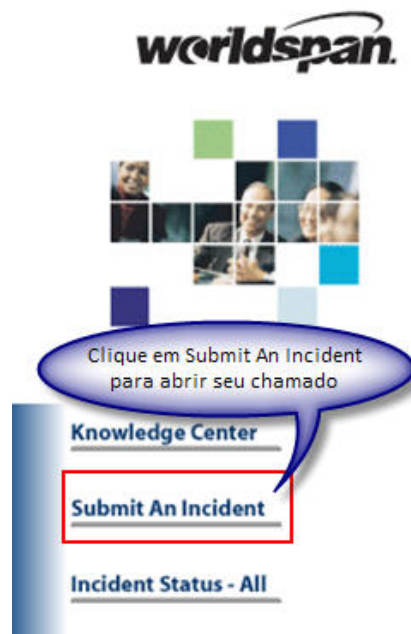 worldspan.
Clique em Submit An Incident
para abrir seu chamado
Knowledge Center
Submit An Incident
Incident Status - All